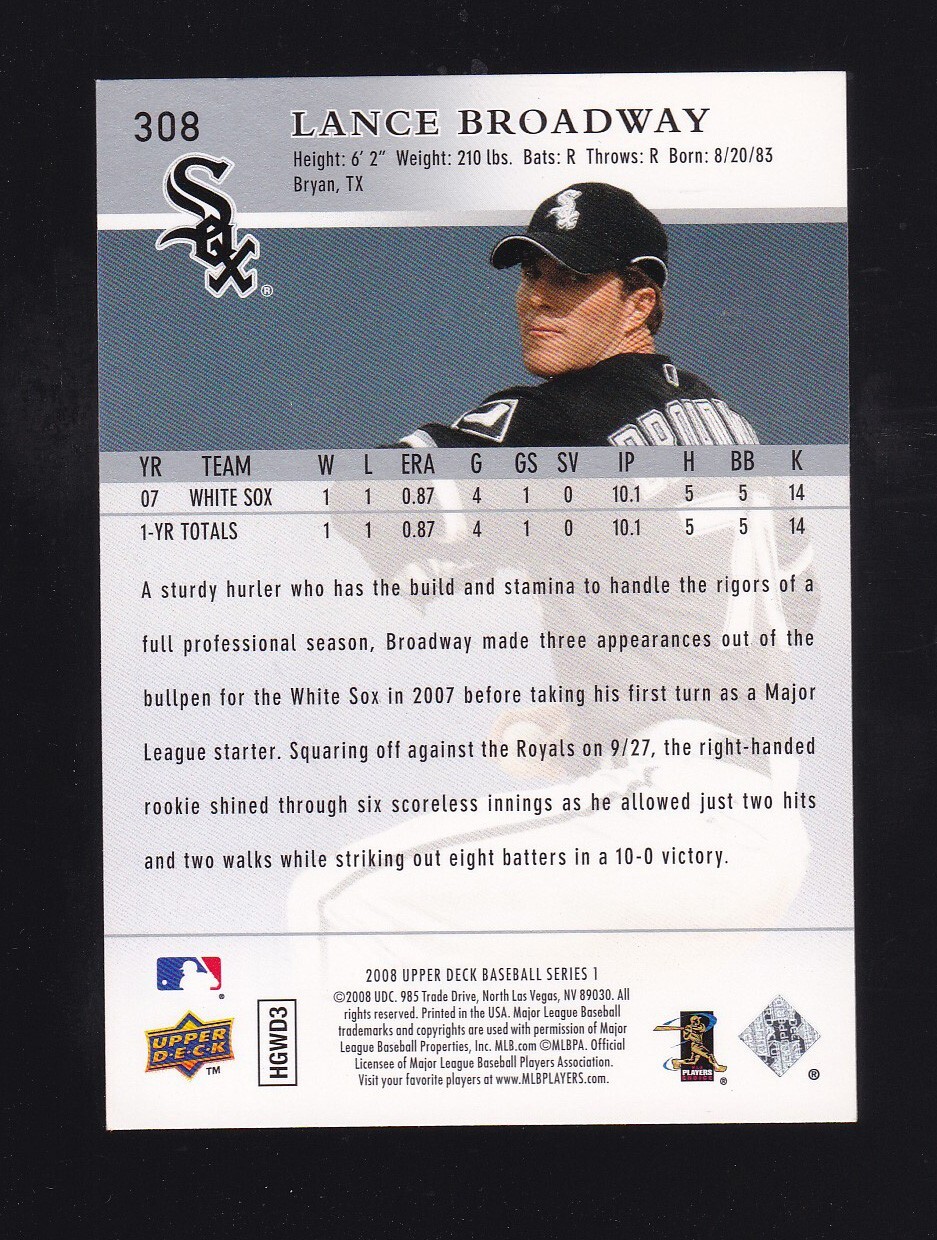 308
LANCE BROADWAY
Height: 6' 2" Weight: 210 lbs. Bats: R Throws: R Born: 8/20/83
Bryan, TX
SOX ®
YR TEAM W L ERA G GS SV IP H BB K
07 WHITE SOX 1 1 0.87 4 1 0 10.1 5 5 14
1-YR TOTALS 1 1 0.87 4 1 0 10.1 5 5 14
A sturdy hurler who has the build and stamina to handle the rigors of a
full professional season, Broadway made three appearances out of the
bullpen for the White Sox in 2007 before taking his first turn as a Major
League starter. Squaring off against the Royals on 9/27, the right-handed
rookie shined through six scoreless innings as he allowed just two hits
and two walks while striking out eight batters in a 10-0 victory.
2008 UPPER DECK BASEBALL SERIES 1
©2008 UDC. 985 Trade Drive, North Las Vegas, NV 89030. All
rights reserved. Printed in the USA. Major League Baseball
trademarks and copyrights are used with permission of Major
League Baseball Properties, Inc. MLB.com ©MLBPA. Official
Licensee of Major League Baseball Players Association.
Visit your favorite players at www.MLBPLAYERS.com.
®
UPPER
DECK
™
HGWD3
PLAYERS
CHOICE
®
®